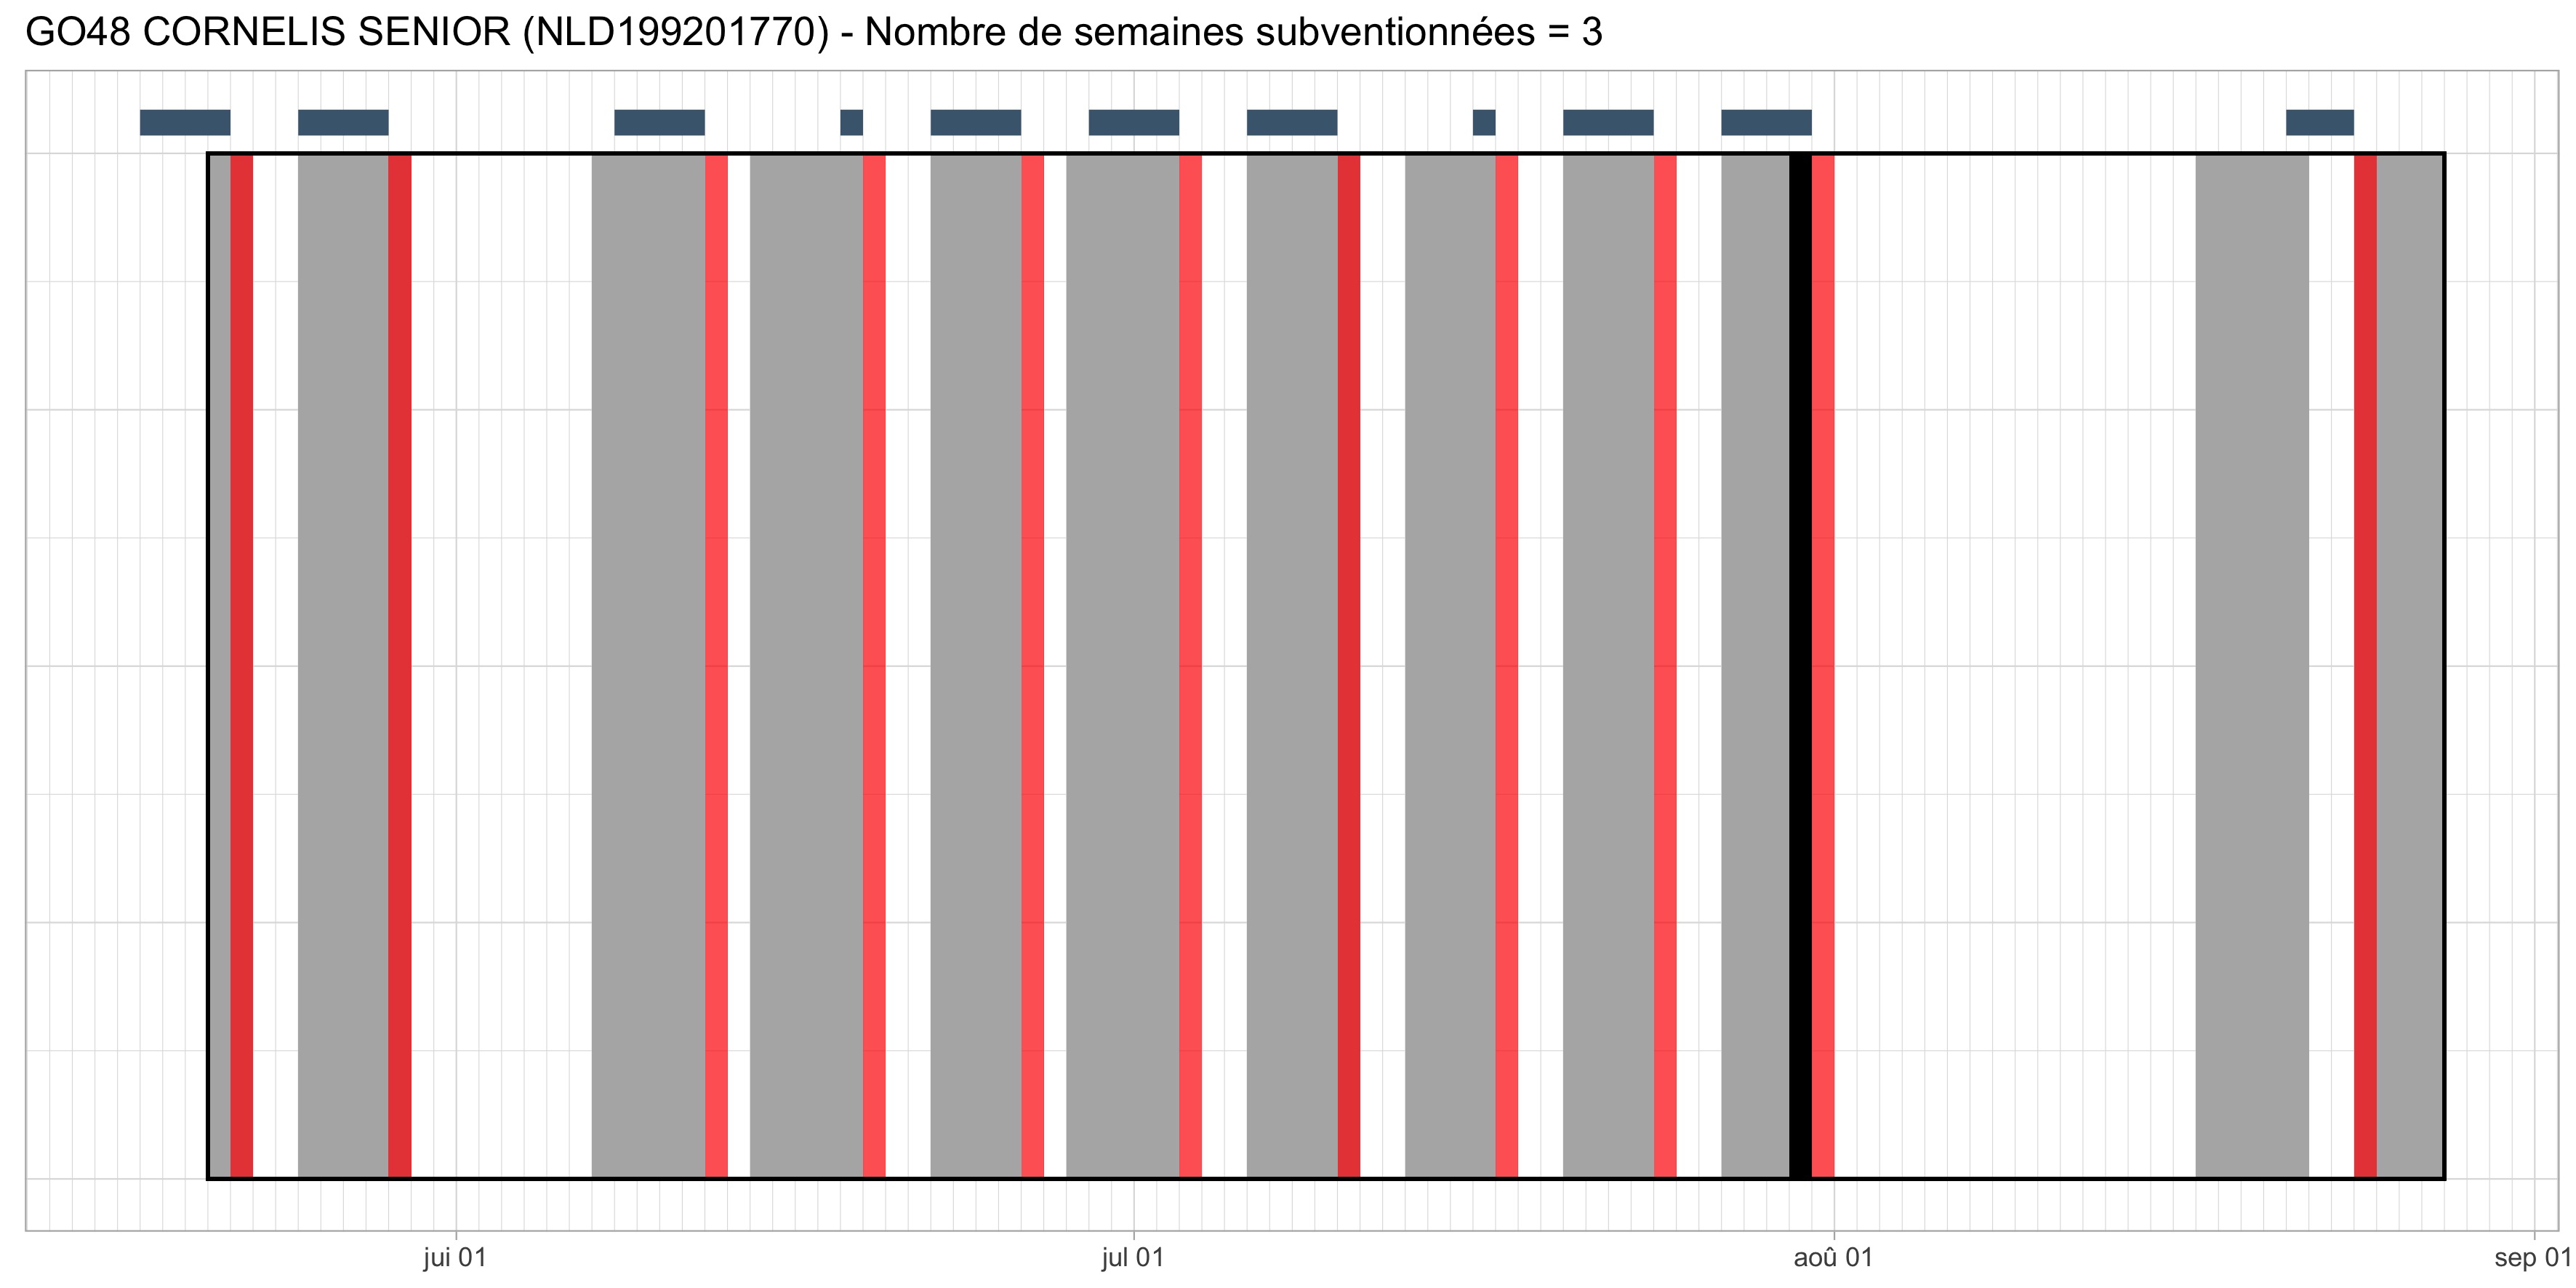 GO48 CORNELIS SENIOR (NLD199201770) - Nombre de semaines subventionnées = 3
jui 01
jul 01
aoû 01
sep 01